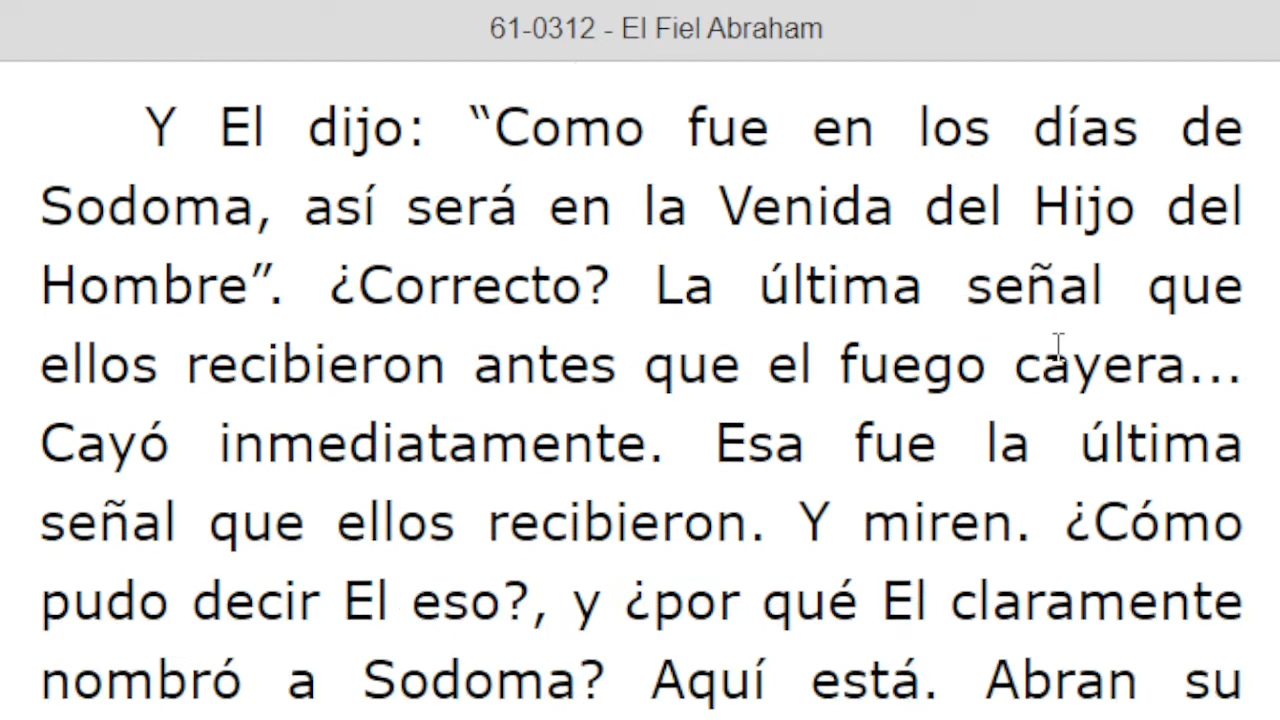 61-0312 - El Fiel Abraham
Y El dijo: “Como fue en los días de
Sodoma, así será en la Venida del Hijo del
Hombre”. ¿Correcto? La última señal que
ellos recibieron antes que el fuego cayera...
Cayó inmediatamente. Esa fue la última
señal que ellos recibieron. Y miren. ¿Cómo
pudo decir El eso?, y ¿por qué El claramente
nombró a Sodoma? Aquí está. Abran su